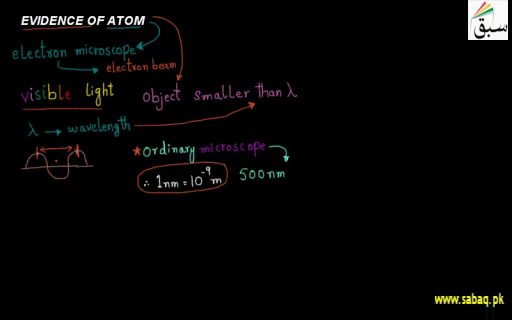 EVIDENCE OF ATOM
electron microscope
electron beam
visible light
object smaller than λ
λ → wavelength
★ Ordinary microscope
∴ 1nm = 10⁻⁹ m
500nm
سبق
www.sabaq.pk